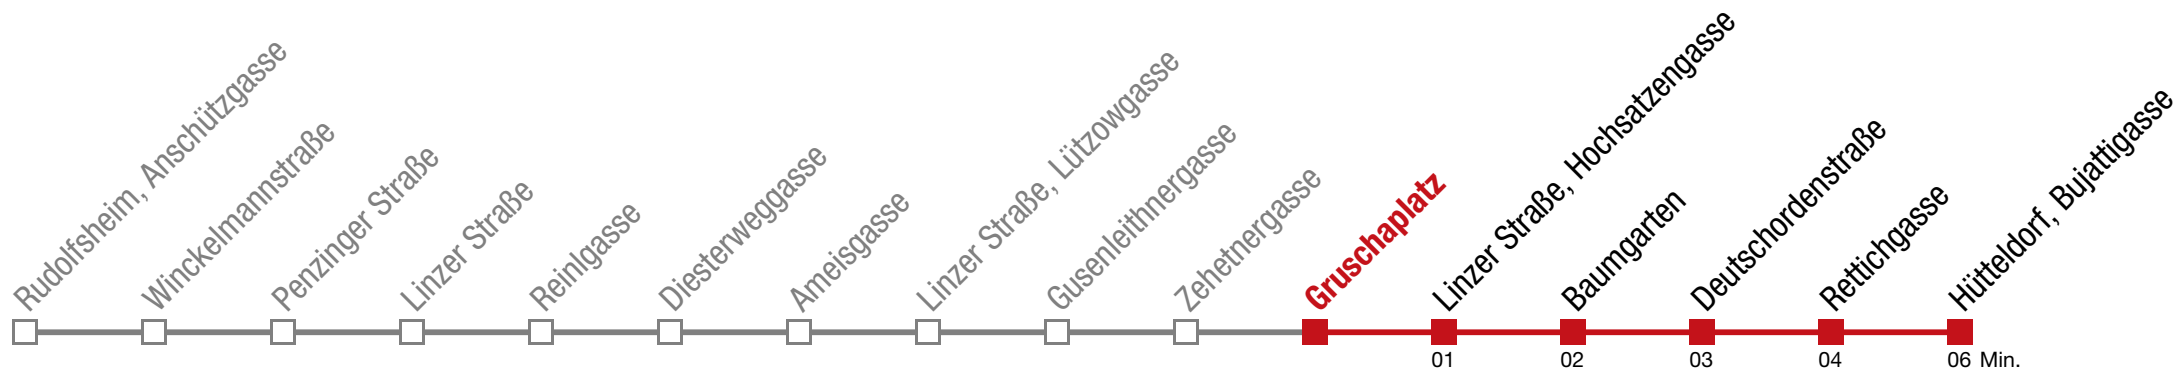 Rudolfsheim, Anschützgasse
Winckelmannstraße
Penzinger Straße
Linzer Straße
Reinlgasse
Diesterweggasse
Ameisgasse
Linzer Straße, Lützowgasse
Gusenleithnergasse
Zehetnergasse
Gruschaplatz
Linzer Straße, Hochsatzengasse
Baumgarten
Deutschordenstraße
Rettichgasse
Hütteldorf, Bujattigasse
01 02 03 04 06 Min.